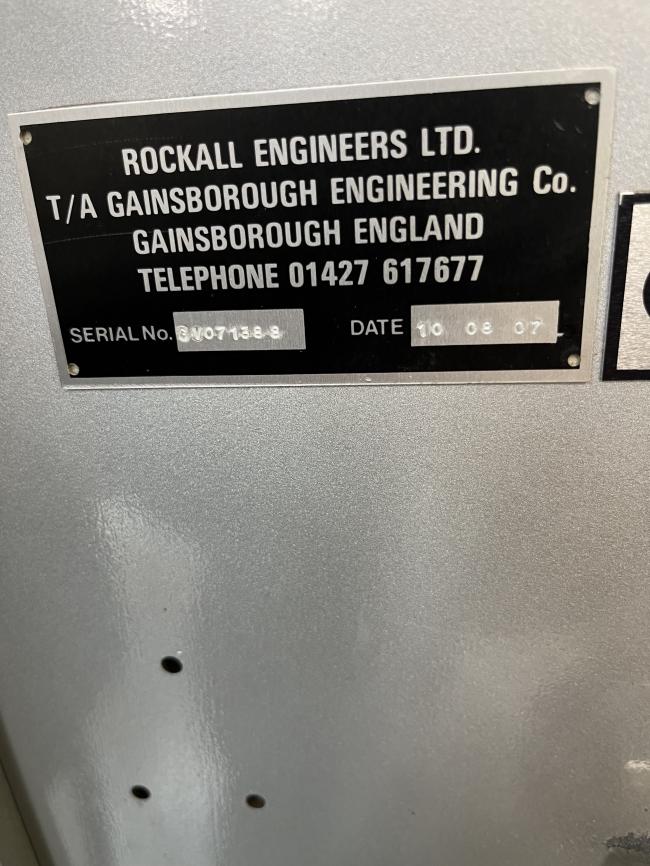 ROCKALL ENGINEERS LTD.
T/A GAINSBOROUGH ENGINEERING Co.
GAINSBOROUGH ENGLAND
TELEPHONE 01427 617677
SERIAL No. DATE 10 08 07